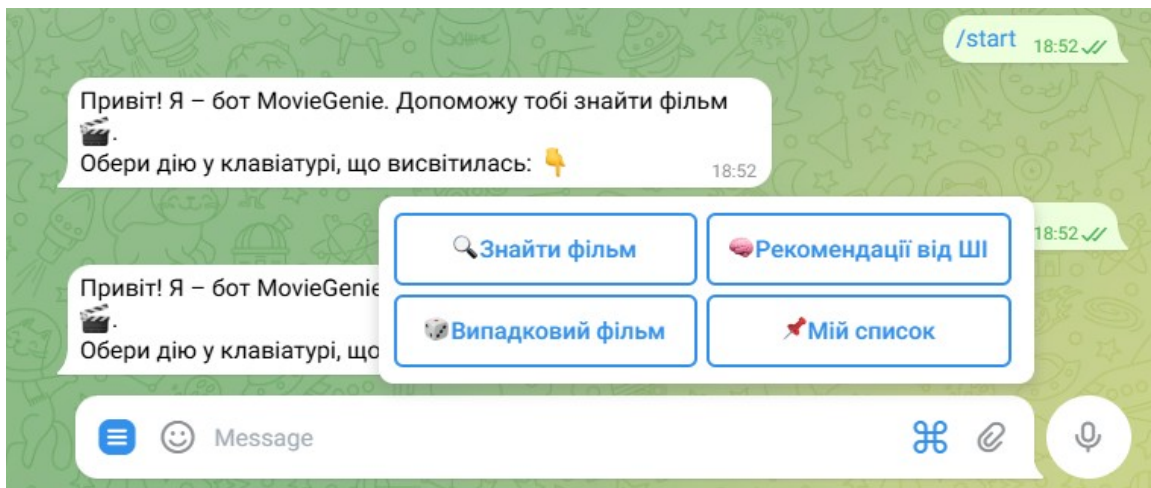 /start 18:52
Привіт! Я – бот MovieGenie. Допоможу тобі знайти фільм
🎬.
Обери дію у клавіатурі, що висвітилась: 👇 18:52
18:52
Привіт! Я – бот MovieGenie
🎬.
Обери дію у клавіатурі, що
🔍Знайти фільм
🧠Рекомендації від ШІ
🎲Випадковий фільм
📌Мій список
Message